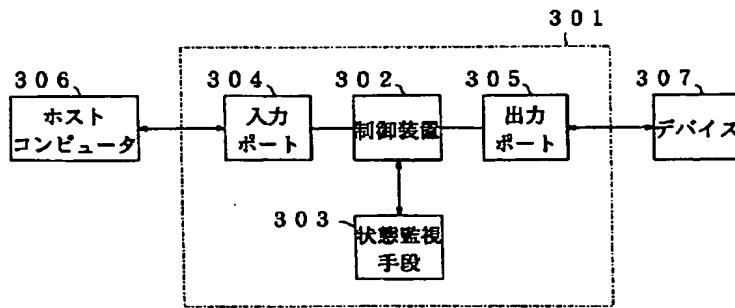 301
306
304
302
305
307
ホスト
コンピュータ
入力
ポート
制御装置
出力
ポート
デバイス
303
状態監視
手段